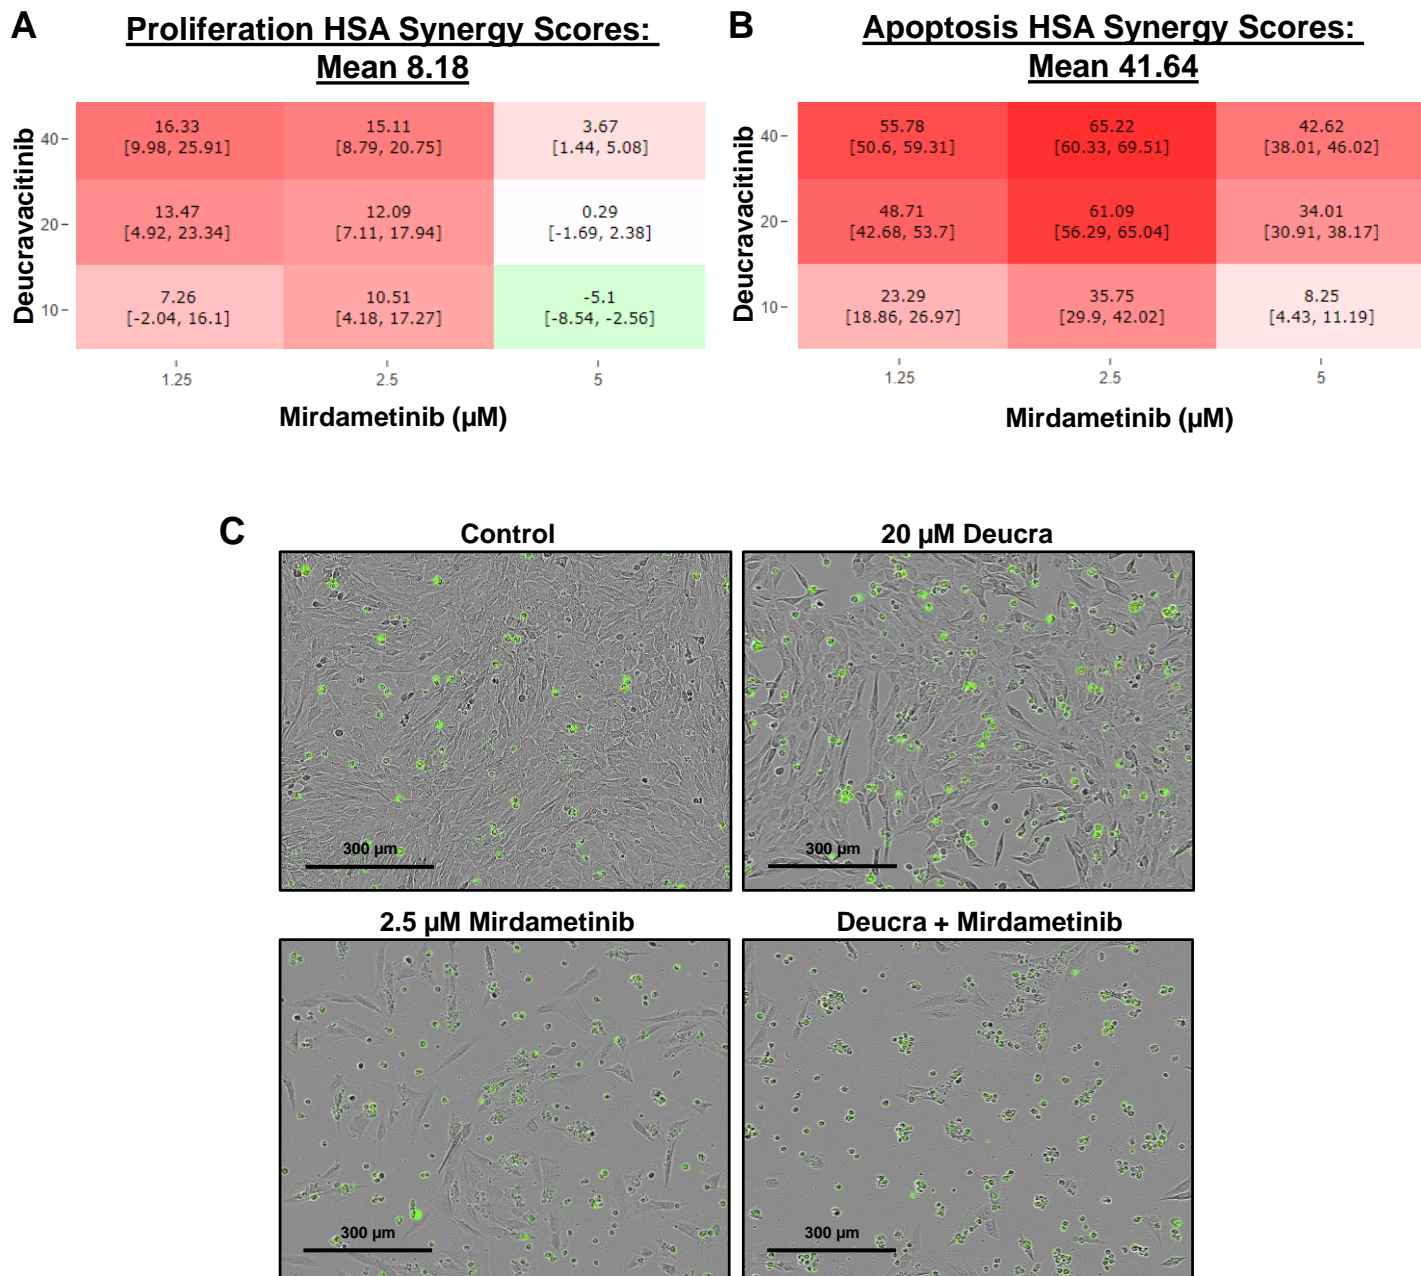 A
Proliferation HSA Synergy Scores:
Mean 8.18
Deucravacitinib
40
16.33
[9.98, 25.91]
15.11
[8.79, 20.75]
3.67
[1.44, 5.08]
20
13.47
[4.92, 23.34]
12.09
[7.11, 17.94]
0.29
[-1.69, 2.38]
10
7.26
[-2.04, 16.1]
10.51
[4.18, 17.27]
-5.1
[-8.54, -2.56]
1.25
2.5
5
Mirdametinib (µM)
B
Apoptosis HSA Synergy Scores:
Mean 41.64
Deucravacitinib
40
55.78
[50.6, 59.31]
65.22
[60.33, 69.51]
42.62
[38.01, 46.02]
20
48.71
[42.68, 53.7]
61.09
[56.29, 65.04]
34.01
[30.91, 38.17]
10
23.29
[18.86, 26.97]
35.75
[29.9, 42.02]
8.25
[4.43, 11.19]
1.25
2.5
5
Mirdametinib (µM)
C
Control
300 µm
20 µM Deucra
300 µm
2.5 µM Mirdametinib
300 µm
Deucra + Mirdametinib
300 µm